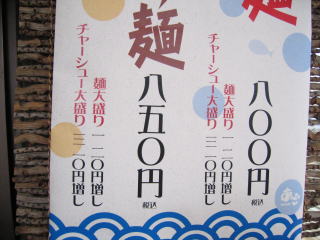 麺
八〇〇円
税込
麺大盛り 一二〇円増し
チャーシュー大盛り 三二〇円増し
麺
八五〇円
税込
麺大盛り 一二〇円増し
チャーシュー大盛り 三二〇円増し